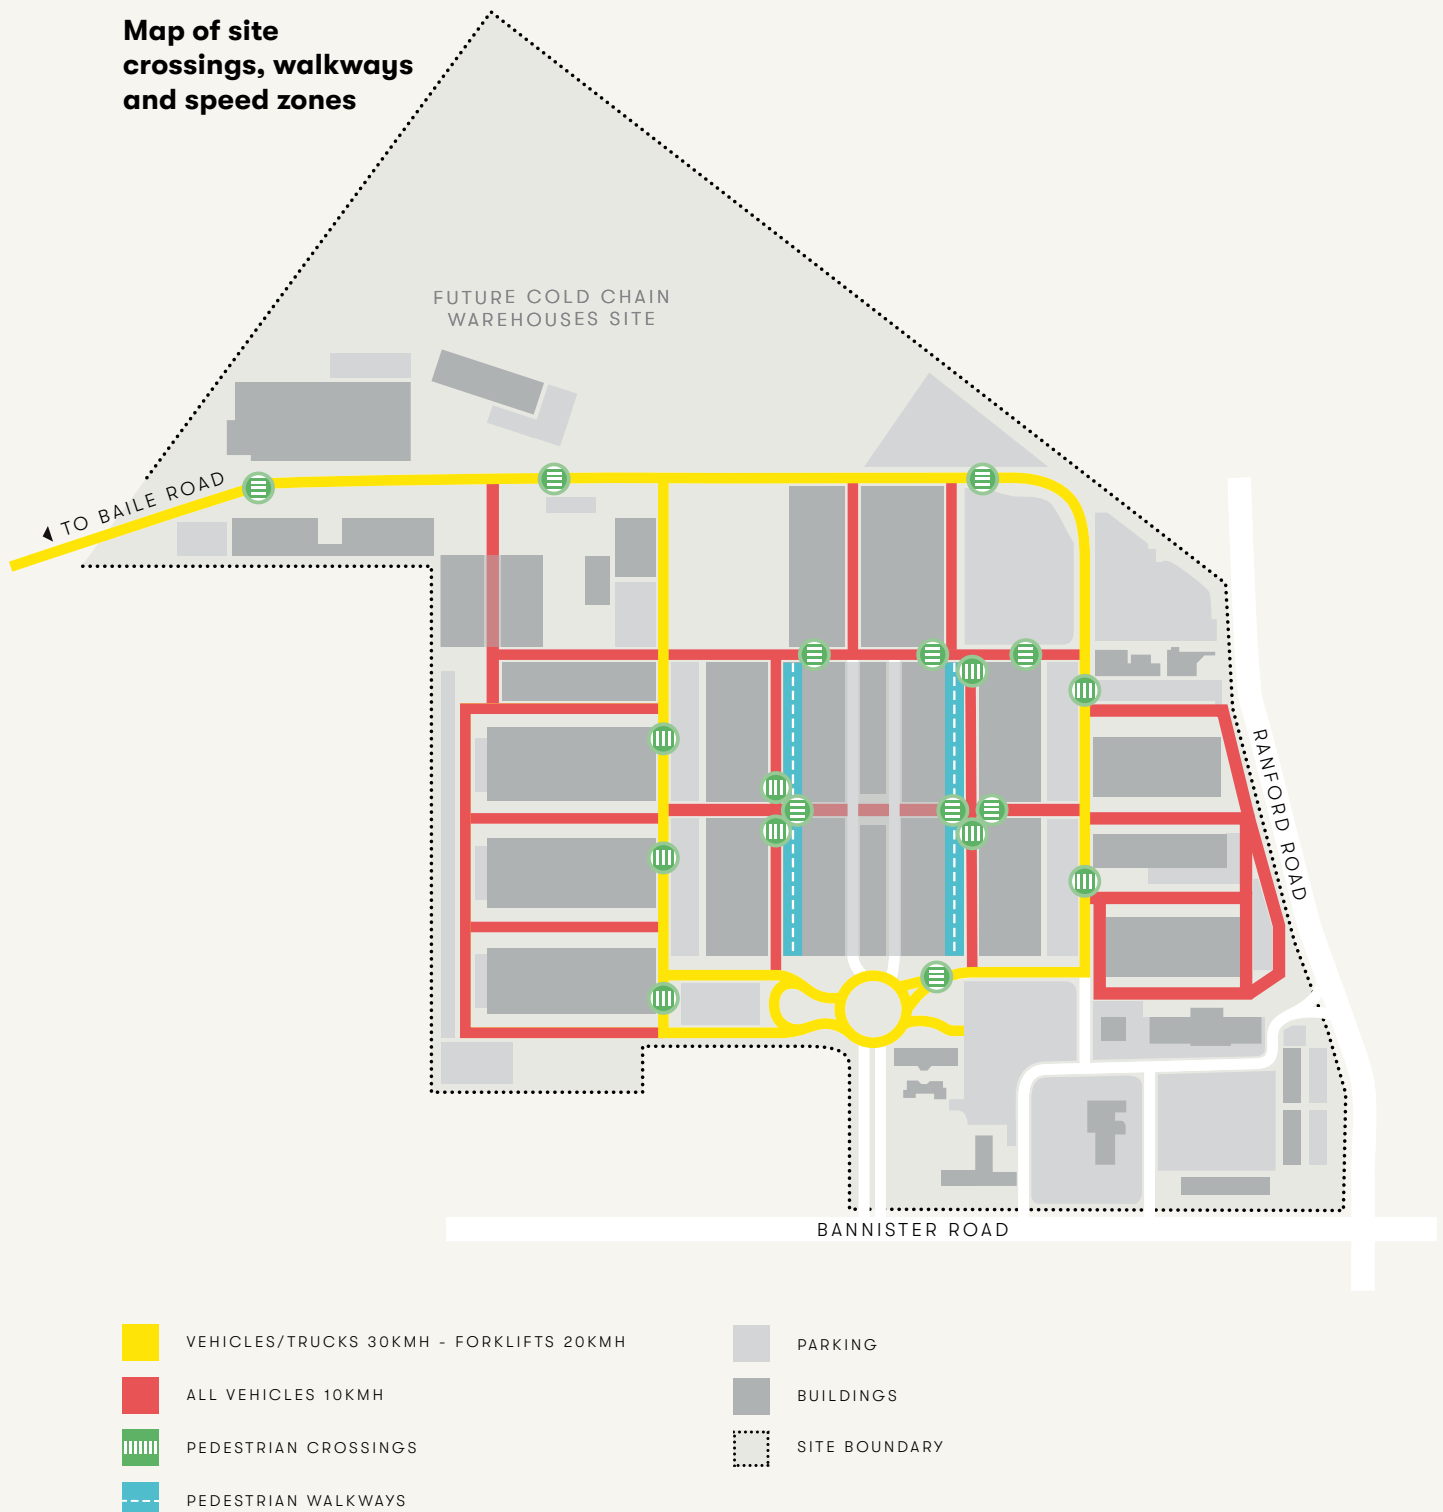 Map of site
crossings, walkways
and speed zones
FUTURE COLD CHAIN
WAREHOUSES SITE
TO BAILE ROAD
RANFORD ROAD
BANNISTER ROAD
VEHICLES/TRUCKS 30KMH - FORKLIFTS 20KMH
ALL VEHICLES 10KMH
PEDESTRIAN CROSSINGS
PEDESTRIAN WALKWAYS
PARKING
BUILDINGS
SITE BOUNDARY